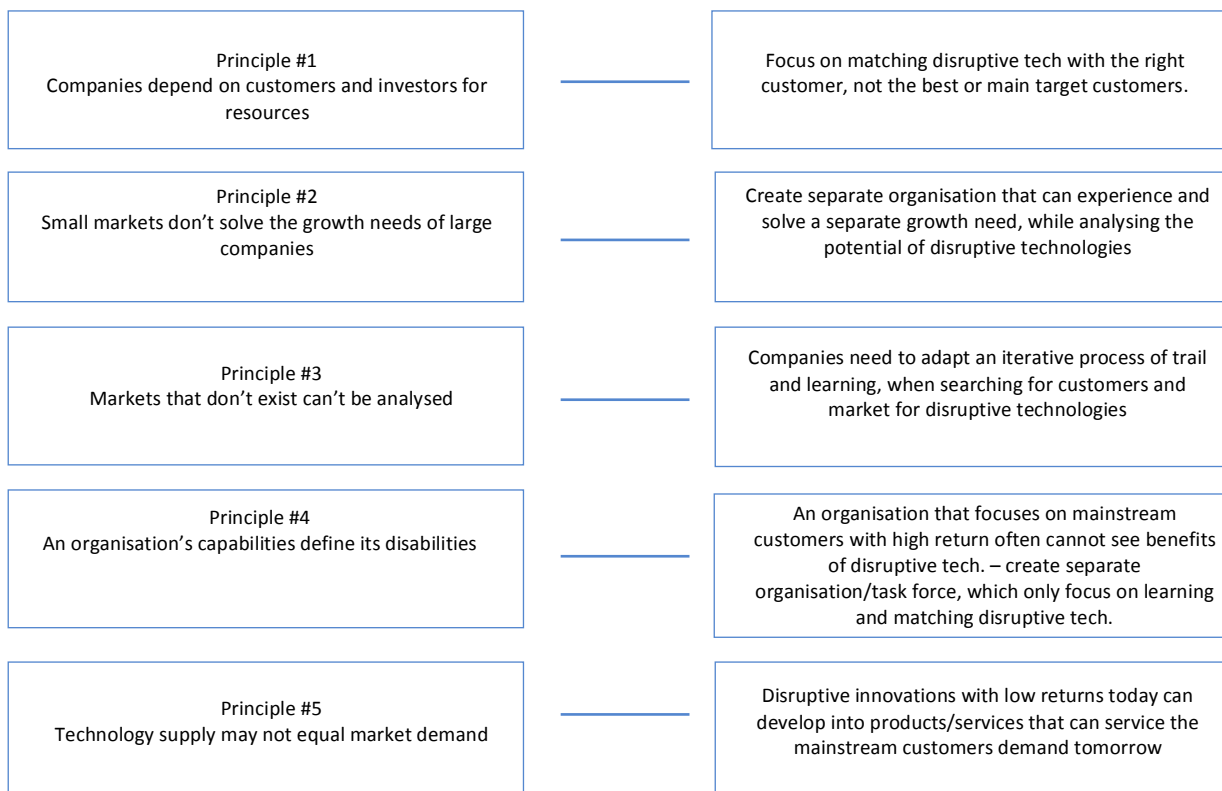 Principle #1
Companies depend on customers and investors for
resources
Focus on matching disruptive tech with the right
customer, not the best or main target customers.
Principle #2
Small markets don’t solve the growth needs of large
companies
Create separate organisation that can experience and
solve a separate growth need, while analysing the
potential of disruptive technologies
Principle #3
Markets that don’t exist can’t be analysed
Companies need to adapt an iterative process of trail
and learning, when searching for customers and
market for disruptive technologies
Principle #4
An organisation’s capabilities define its disabilities
An organisation that focuses on mainstream
customers with high return often cannot see benefits
of disruptive tech. – create separate
organisation/task force, which only focus on learning
and matching disruptive tech.
Principle #5
Technology supply may not equal market demand
Disruptive innovations with low returns today can
develop into products/services that can service the
mainstream customers demand tomorrow